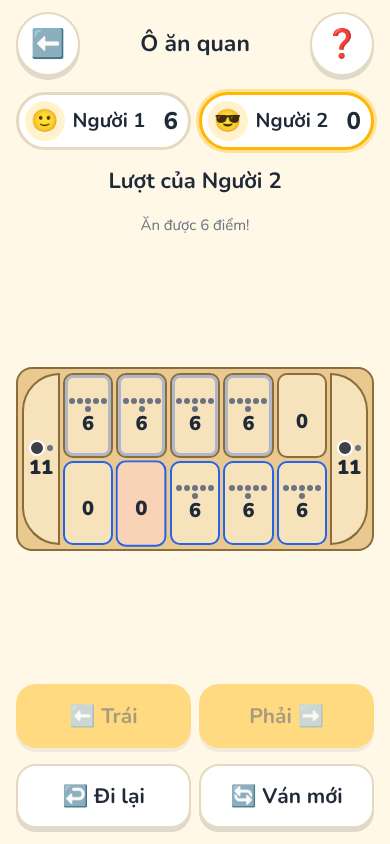 Ô ăn quan
Người 1 6
Người 2 0
Lượt của Người 2
Ăn được 6 điểm!
6 6 6 6 0
11 11
0 0 6 6 6
Trái
Phải
Đi lại
Ván mới